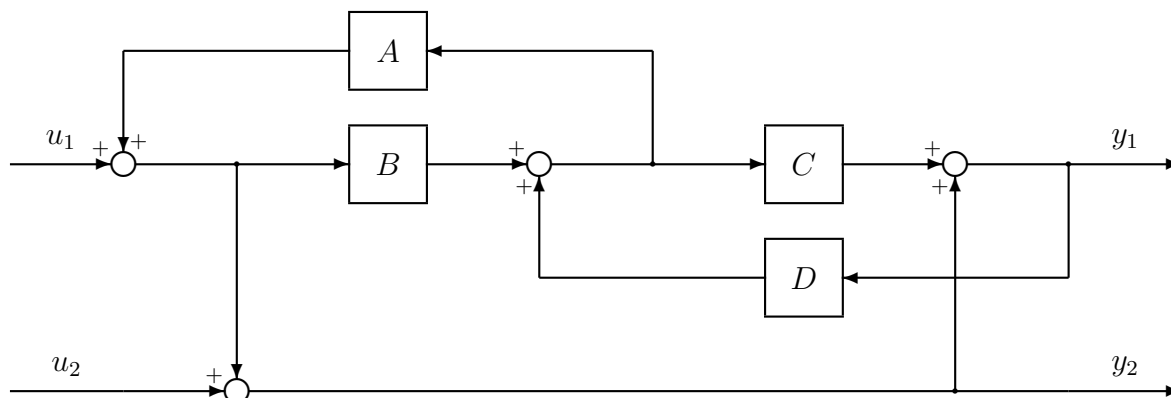 A
u₁ + + B + C + y₁
+ +
D
u₂ + y₂